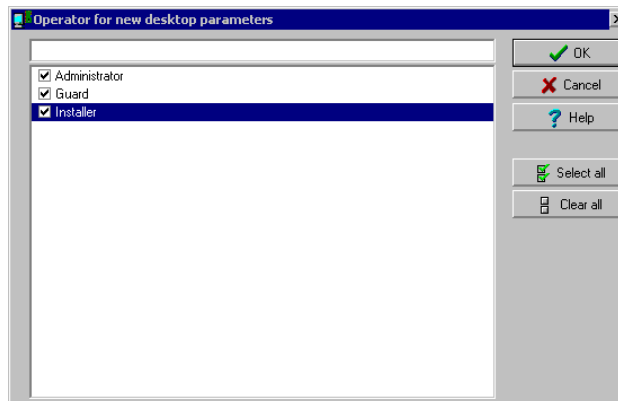 Operator for new desktop parameters
OK
Administrator
Cancel
Guard
Installer
Help
Select all
Clear all